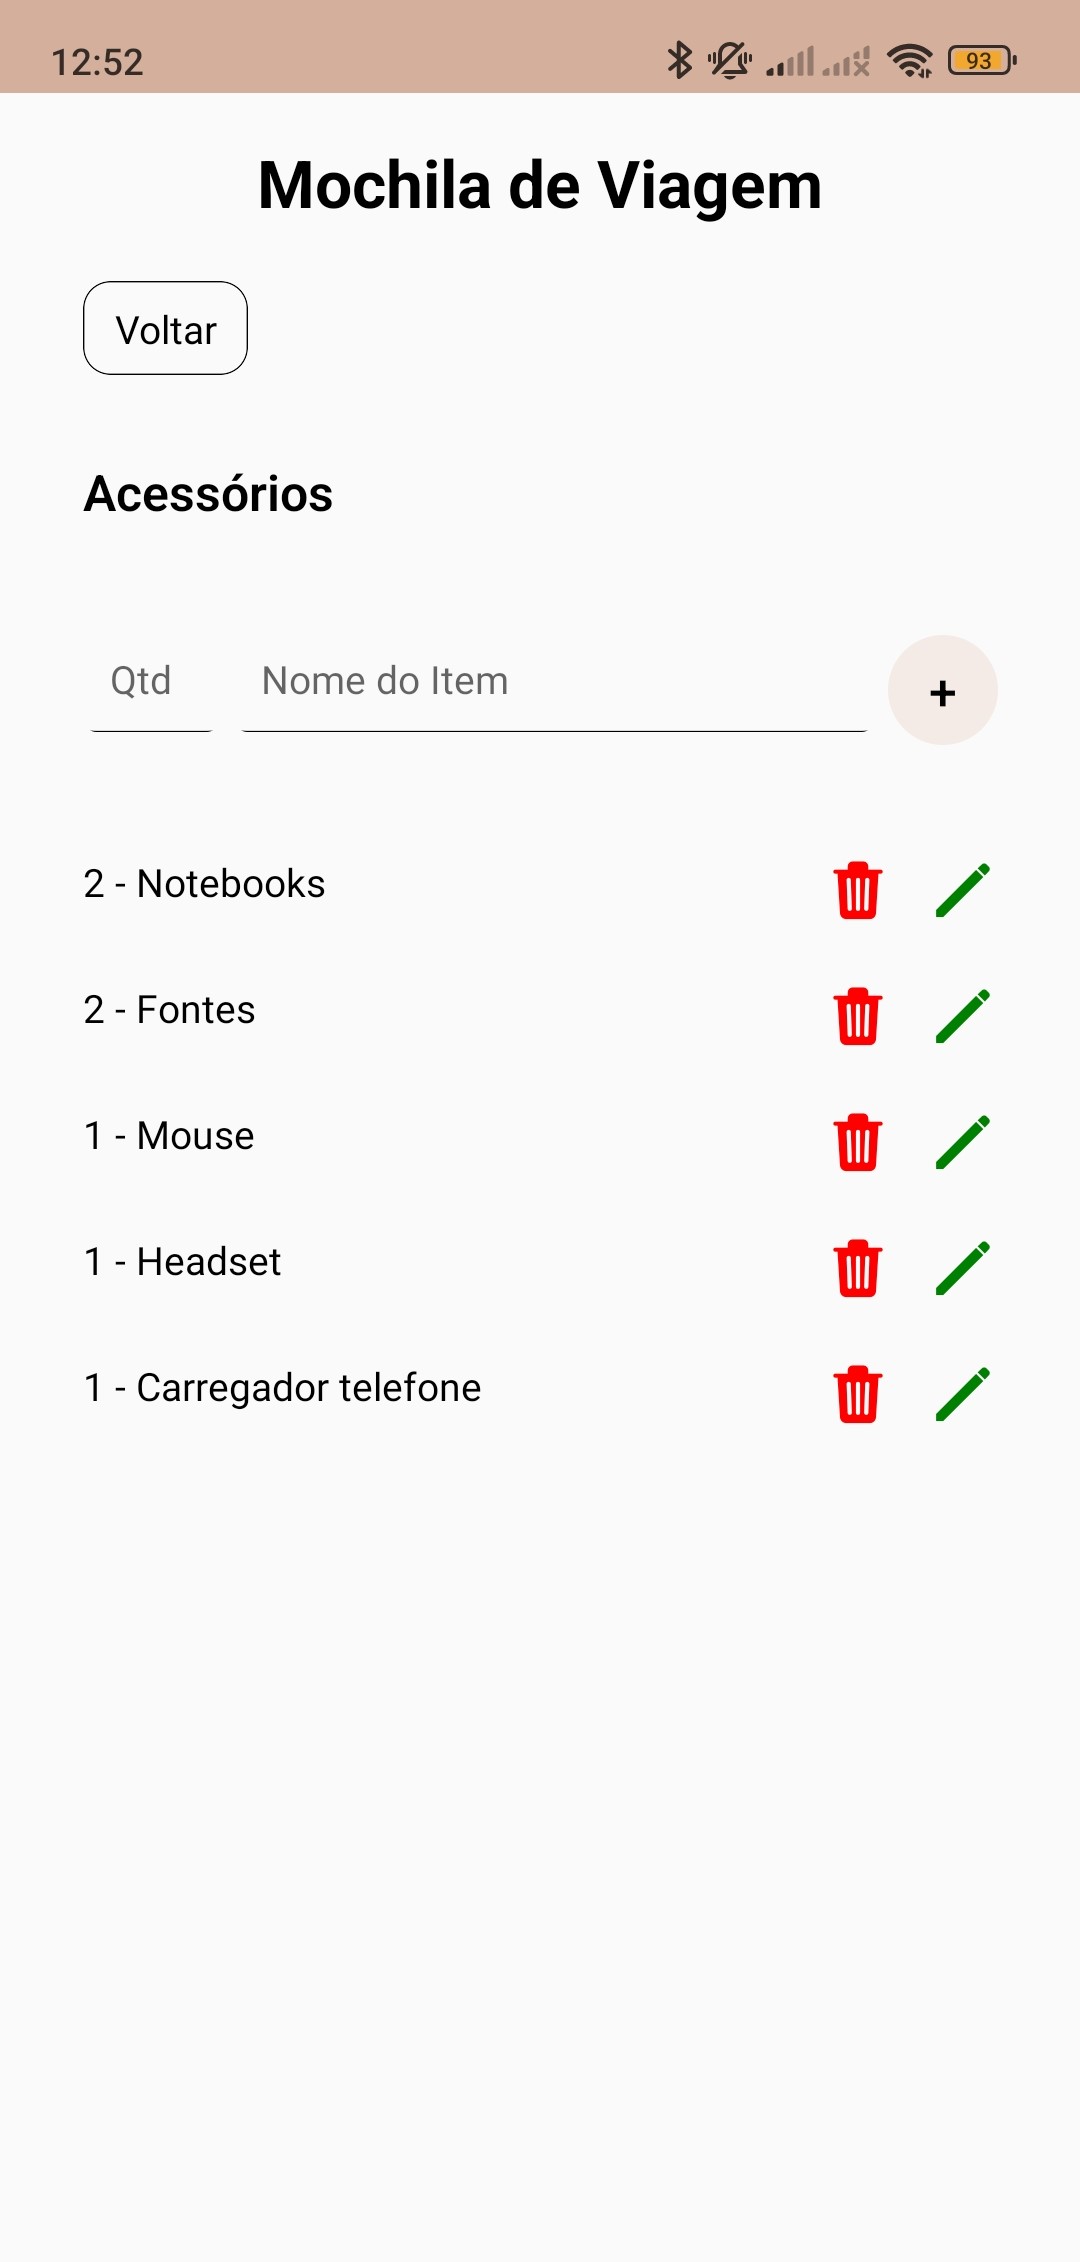 12:52
93
Mochila de Viagem
Voltar
Acessórios
Qtd
Nome do Item
+
2 - Notebooks
2 - Fontes
1 - Mouse
1 - Headset
1 - Carregador telefone